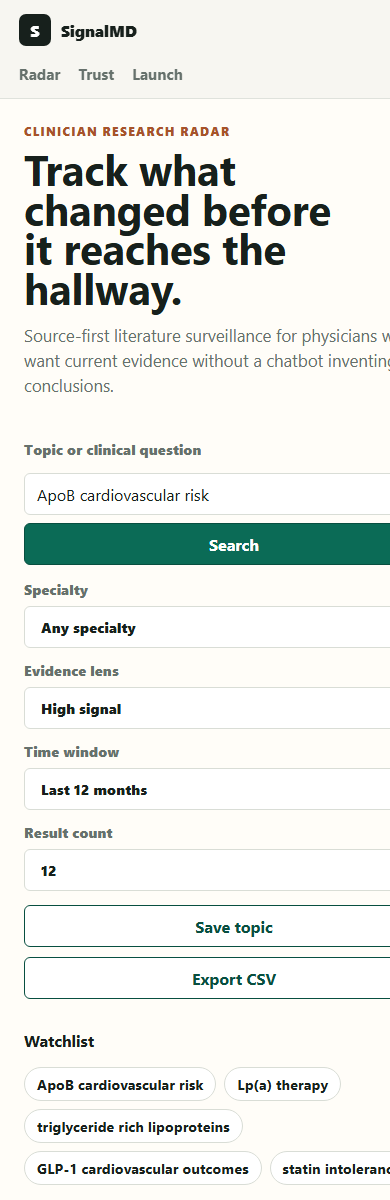 S SignalMD
Radar Trust Launch
CLINICIAN RESEARCH RADAR
Track what
changed before
it reaches the
hallway.
Source-first literature surveillance for physicians
want current evidence without a chatbot inventing
conclusions.
Topic or clinical question
ApoB cardiovascular risk
Search
Specialty
Any specialty
Evidence lens
High signal
Time window
Last 12 months
Result count
12
Save topic
Export CSV
Watchlist
ApoB cardiovascular risk Lp(a) therapy
triglyceride rich lipoproteins
GLP-1 cardiovascular outcomes statin